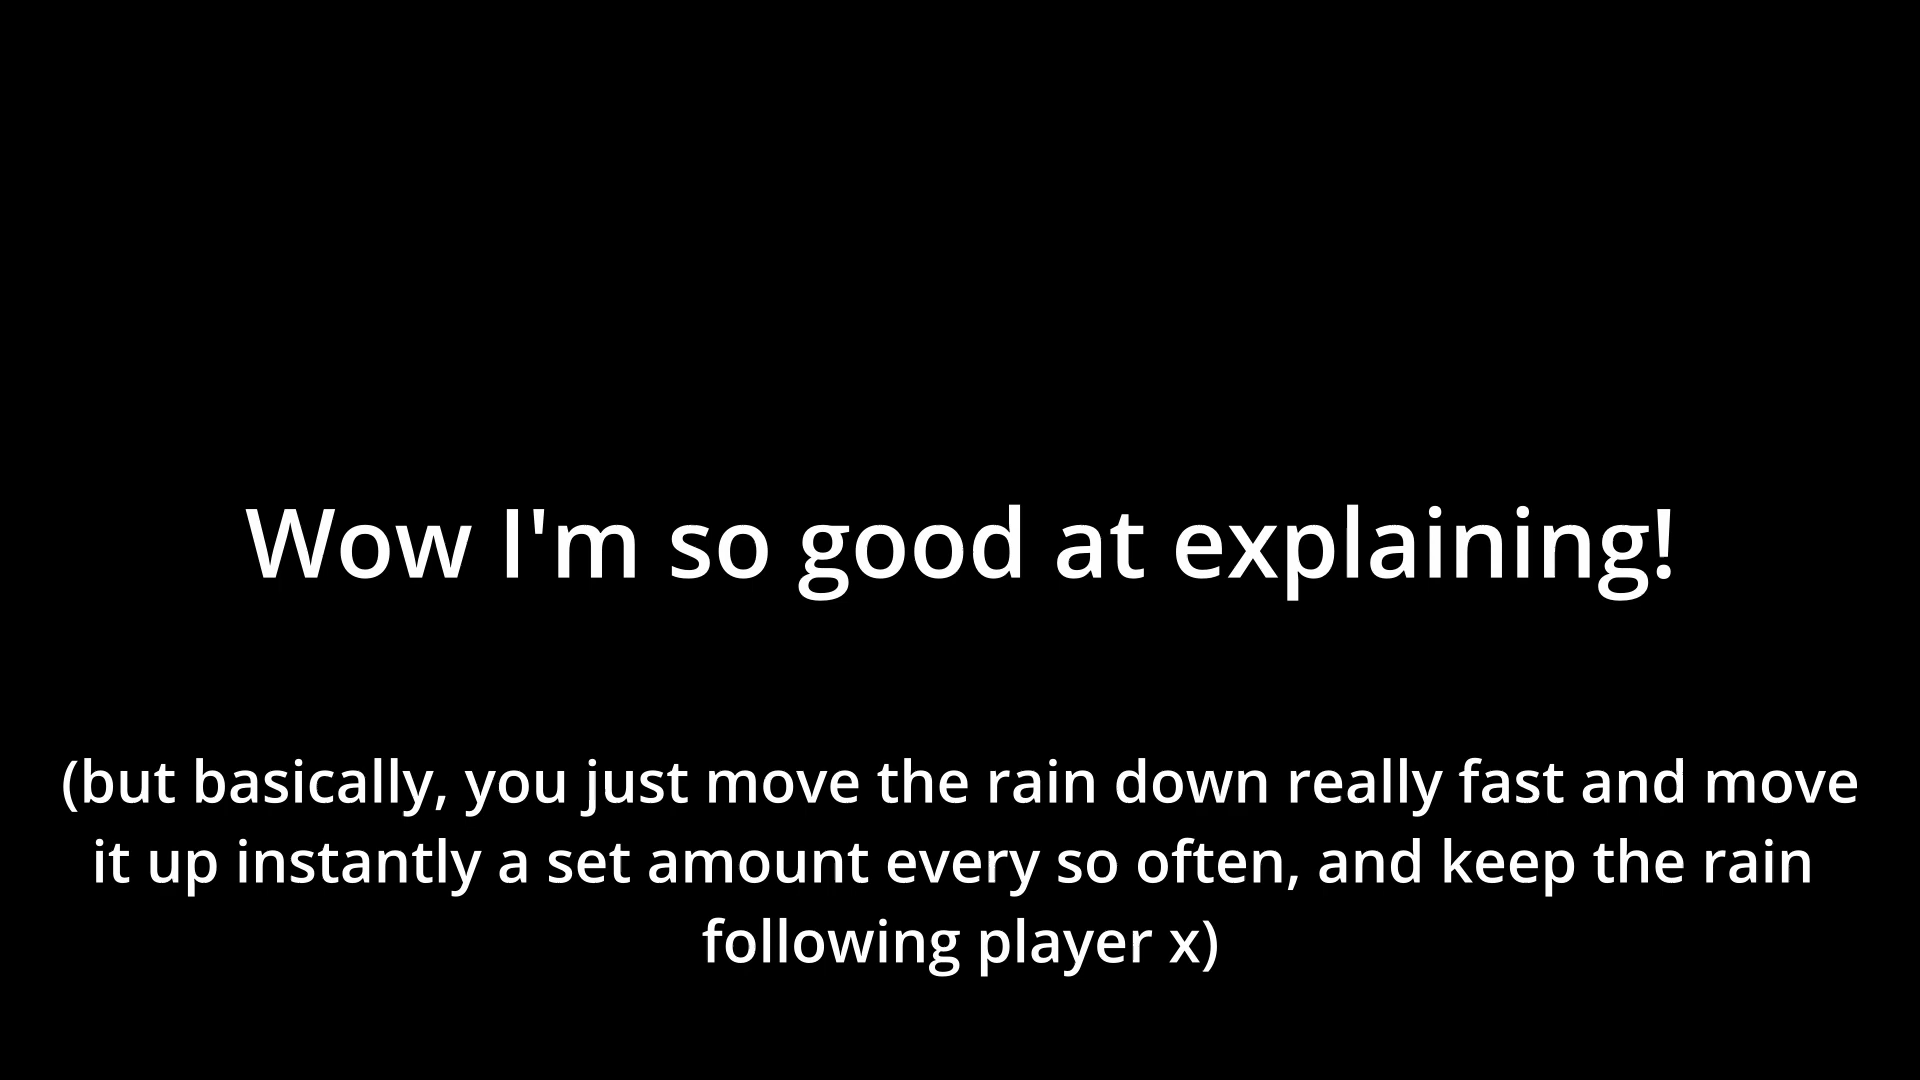 Wow I'm so good at explaining!
(but basically, you just move the rain down really fast and move
it up instantly a set amount every so often, and keep the rain
following player x)